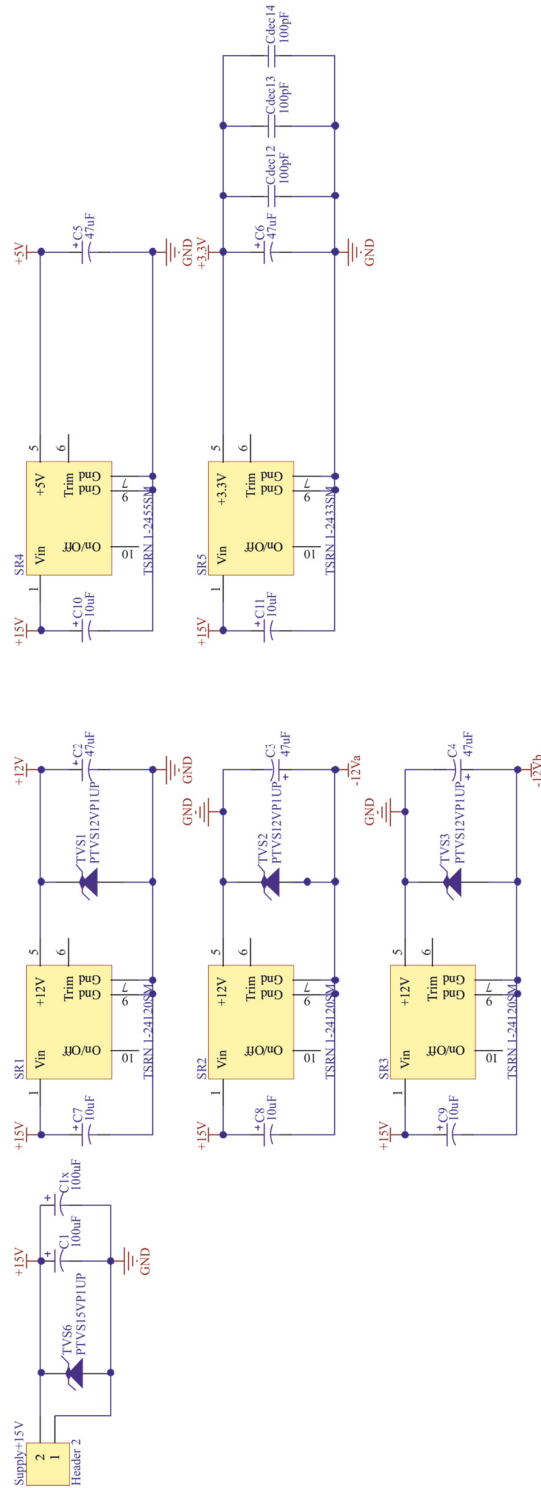 Supply+15V
2
1
Header 2
TVS6
PTVS15VP1UP
+15V
C1
100uF
C1x
100uF
GND
+15V
C7
10uF
SR1
1
Vin
On/Off
10
+12V
Trim
Gnd
Gnd
5
6
7
9
TSRN 1-24120SM
TVS1
PTVS12VP1UP
+12V
C2
47uF
GND
+15V
C8
10uF
SR2
1
Vin
On/Off
10
+12V
Trim
Gnd
Gnd
5
6
7
9
TSRN 1-24120SM
GND
TVS2
PTVS12VP1UP
C3
47uF
-12Va
+15V
C9
10uF
SR3
1
Vin
On/Off
10
+12V
Trim
Gnd
Gnd
5
6
7
9
TSRN 1-24120SM
GND
TVS3
PTVS12VP1UP
C4
47uF
-12Vb
+15V
C10
10uF
SR4
1
Vin
On/Off
10
+5V
Trim
Gnd
Gnd
5
6
7
9
TSRN 1-2455SM
+5V
C5
47uF
GND
+15V
C11
10uF
SR5
1
Vin
On/Off
10
+3.3V
Trim
Gnd
Gnd
5
6
7
9
TSRN 1-2433SM
+3.3V
C6
47uF
GND
Cdec12
100pF
Cdec13
100pF
Cdec14
100pF